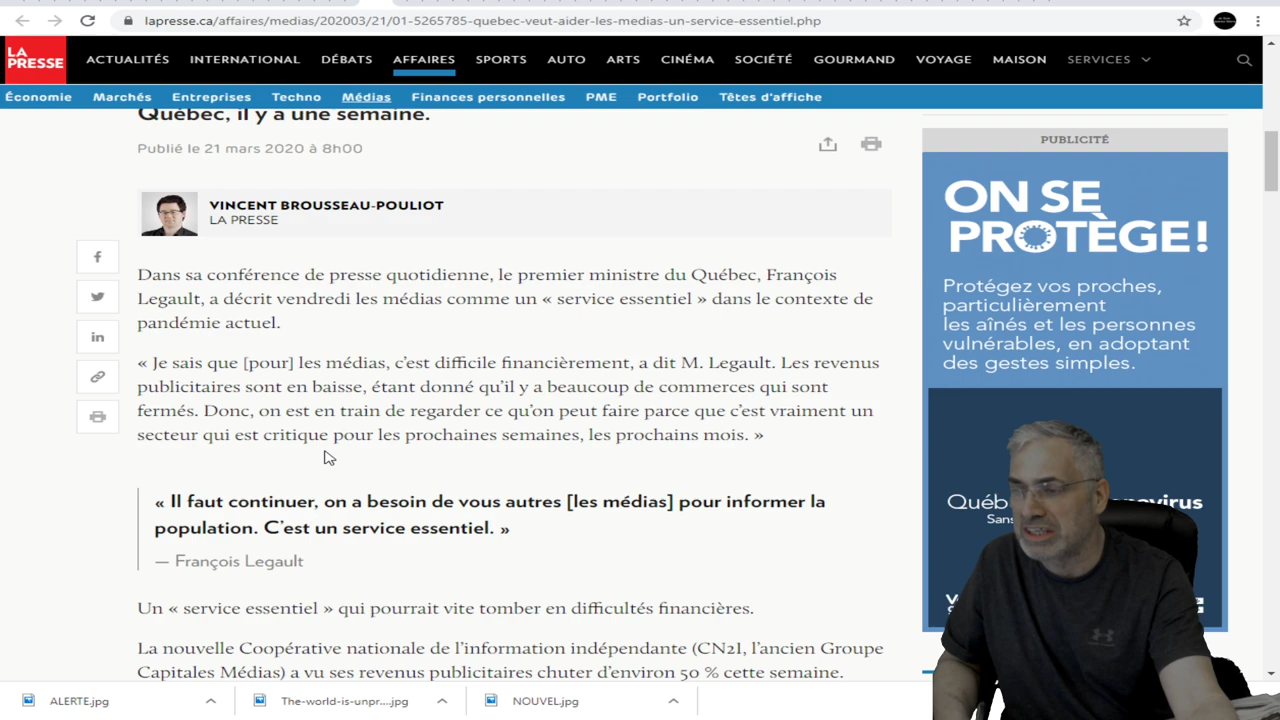 lapresse.ca/affaires/medias/202003/21/01-5265785-quebec-veut-aider-les-medias-un-service-essentiel.php
LA
PRESSE
ACTUALITÉS INTERNATIONAL DÉBATS AFFAIRES SPORTS AUTO ARTS CINÉMA SOCIÉTÉ GOURMAND VOYAGE MAISON SERVICES
Économie Marchés Entreprises Techno Médias Finances personnelles PME Portfolio Têtes d'affiche
Québec, il y a une semaine.
Publié le 21 mars 2020 à 8h00
VINCENT BROUSSEAU-POULIOT
LA PRESSE
Dans sa conférence de presse quotidienne, le premier ministre du Québec, François
Legault, a décrit vendredi les médias comme un « service essentiel » dans le contexte de
pandémie actuel.
« Je sais que [pour] les médias, c'est difficile financièrement, a dit M. Legault. Les revenus
publicitaires sont en baisse, étant donné qu'il y a beaucoup de commerces qui sont
fermés. Donc, on est en train de regarder ce qu'on peut faire parce que c'est vraiment un
secteur qui est critique pour les prochaines semaines, les prochains mois. »
« Il faut continuer, on a besoin de vous autres [les médias] pour informer la
population. C'est un service essentiel. »
— François Legault
Un « service essentiel » qui pourrait vite tomber en difficultés financières.
La nouvelle Coopérative nationale de l'information indépendante (CN2I, l'ancien Groupe
Capitales Médias) a vu ses revenus publicitaires chuter d'environ 50 % cette semaine.
PUBLICITÉ
ON SE
PROTÈGE!
Protégez vos proches,
particulièrement
les aînés et les personnes
vulnérables, en adoptant
des gestes simples.
ALERTE.jpg The-world-is-unpr....jpg NOUVEL.jpg